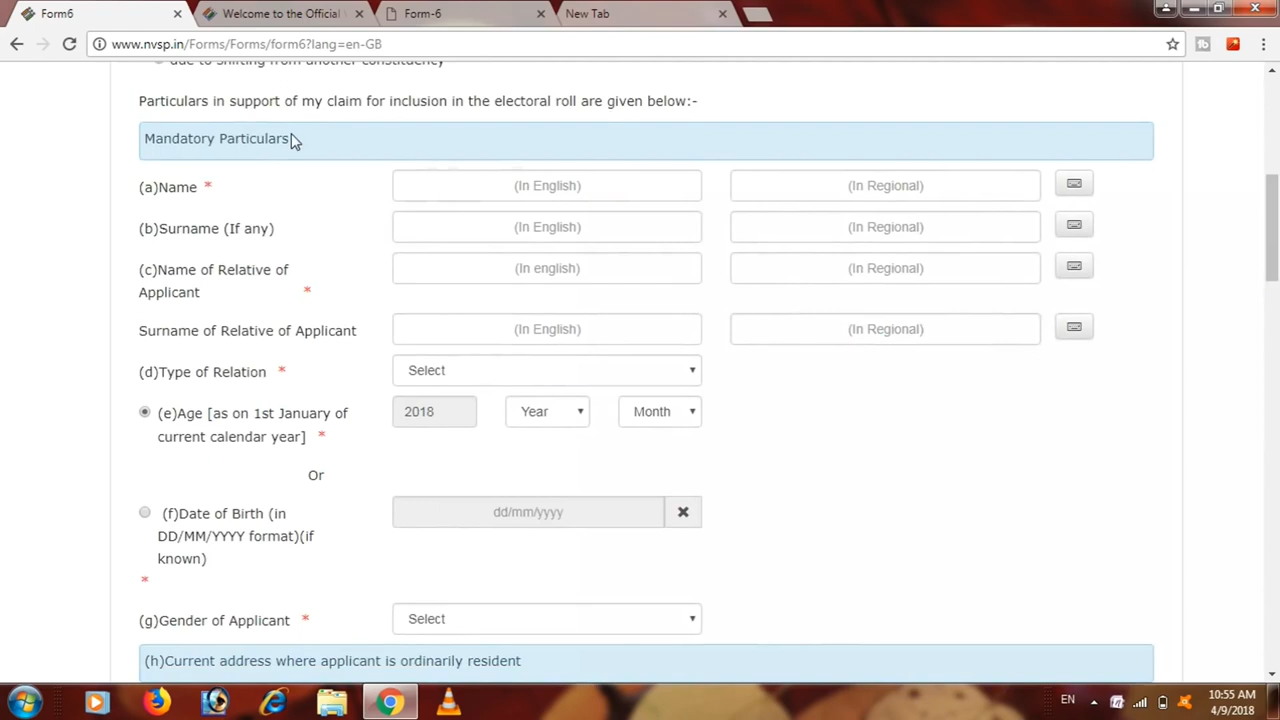 Form6
Welcome to the Official
Form-6
New Tab
www.nvsp.in/Forms/Forms/form6?lang=en-GB
due to shifting from another constituency
Particulars in support of my claim for inclusion in the electoral roll are given below:-
Mandatory Particulars
(a)Name * (In English) (In Regional)
(b)Surname (If any) (In English) (In Regional)
(c)Name of Relative of
Applicant * (In english) (In Regional)
Surname of Relative of Applicant (In English) (In Regional)
(d)Type of Relation * Select
(e)Age [as on 1st January of
current calendar year] * 2018 Year Month
Or
(f)Date of Birth (in
DD/MM/YYYY format)(if
known)
* dd/mm/yyyy
(g)Gender of Applicant * Select
(h)Current address where applicant is ordinarily resident
EN
10:55 AM
4/9/2018